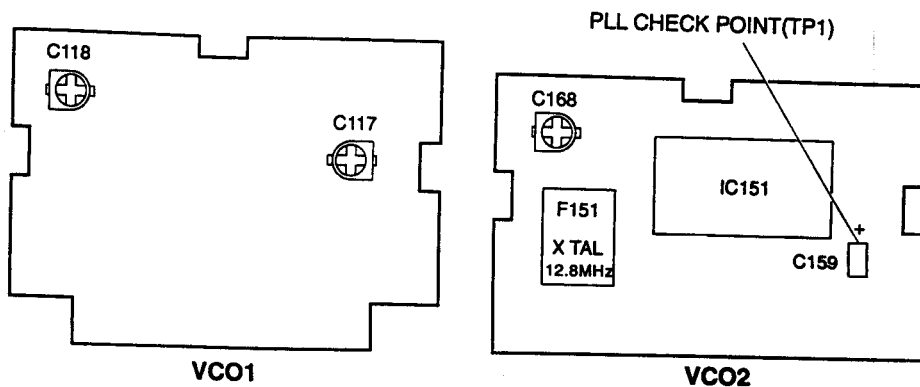 PLL CHECK POINT(TP1)
C118
C117
C168
IC151
F151
X TAL
12.8MHz
+
C159
VCO1
VCO2